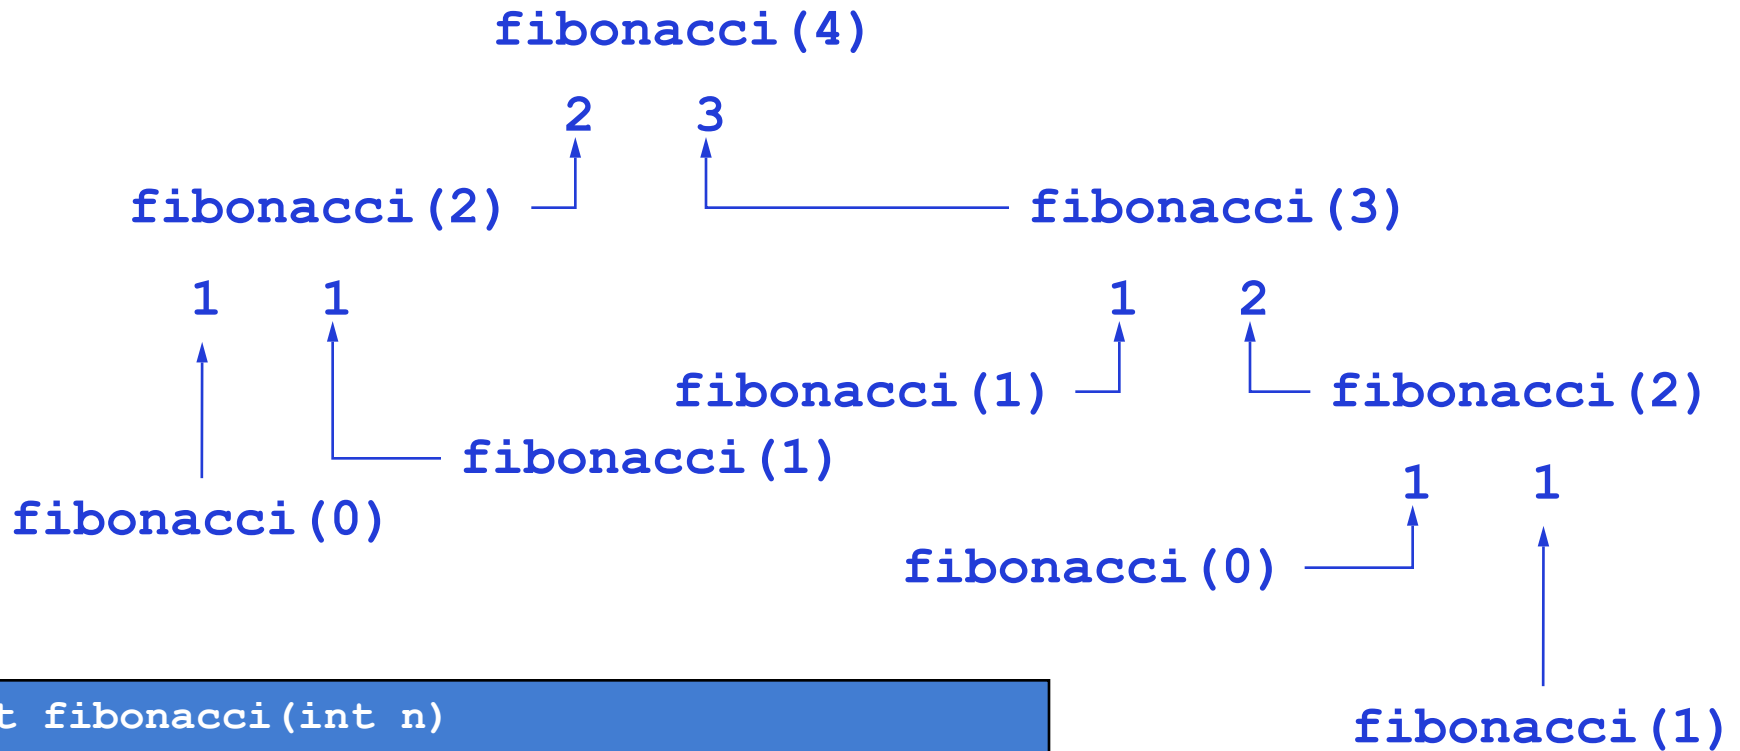 fibonacci(4)
2 3
fibonacci(2) fibonacci(3)
1 1 1 2
fibonacci(1) fibonacci(2)
fibonacci(1)
1 1
fibonacci(0)
fibonacci(0)
t fibonacci(int n)
fibonacci(1)